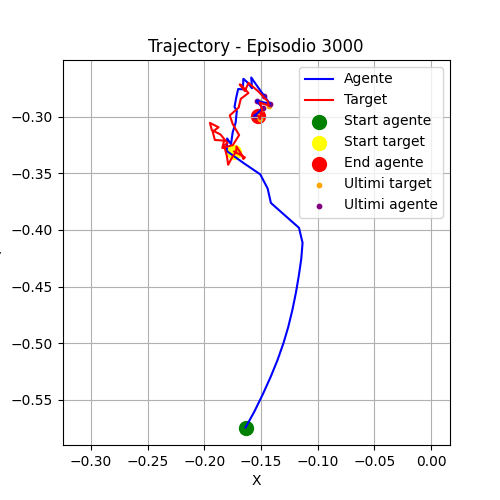 Trajectory - Episodio 3000
Agente
Target
Start agente
Start target
End agente
Ultimi target
Ultimi agente
−0.30
−0.35
−0.40
−0.45
−0.50
−0.55
−0.30 −0.25 −0.20 −0.15 −0.10 −0.05 0.00
X